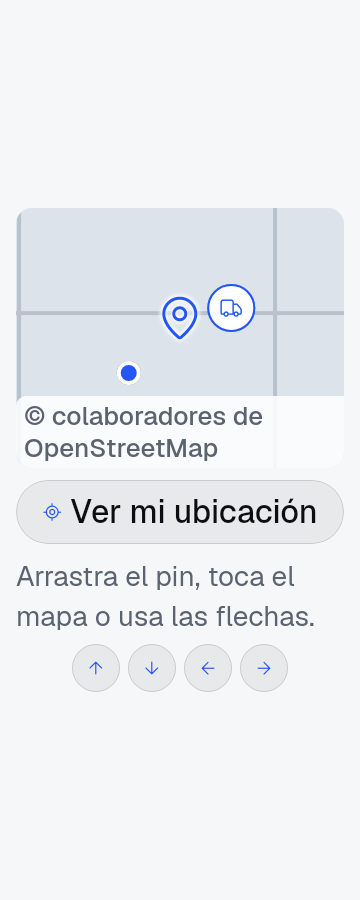 © colaboradores de
OpenStreetMap
Ver mi ubicación
Arrastra el pin, toca el
mapa o usa las flechas.